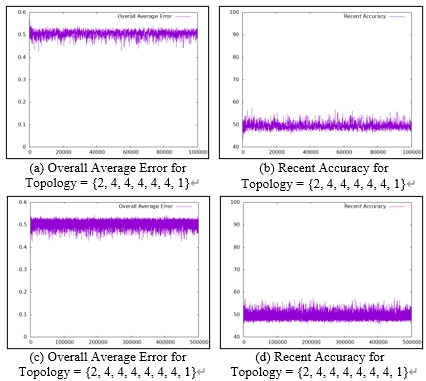 0.6
0.5
0.4
0.3
0.2
0.1
0
Overall Average Error
0 20000 40000 60000 80000 100000
100
90
80
70
60
50
40
Recent Accuracy
0 20000 40000 60000 80000 100000
(a) Overall Average Error for
Topology = {2, 4, 4, 4, 4, 4, 1}↵
(b) Recent Accuracy for
Topology = {2, 4, 4, 4, 4, 4, 1}↵
0.6
0.5
0.4
0.3
0.2
0.1
0
Overall Average Error
0 100000 200000 300000 400000 500000
100
90
80
70
60
50
40
Recent Accuracy
0 100000 200000 300000 400000 500000
(c) Overall Average Error for
Topology = {2, 4, 4, 4, 4, 4, 4, 1}↵
(d) Recent Accuracy for
Topology = {2, 4, 4, 4, 4, 4, 4, 1}↵